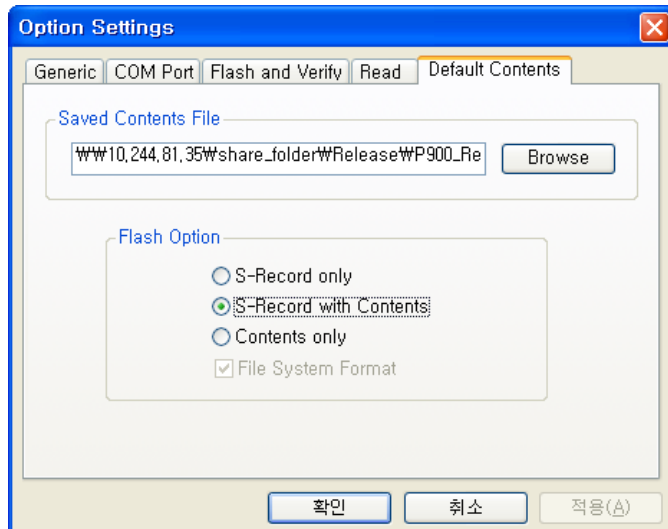 Option Settings
Generic COM Port Flash and Verify Read Default Contents
Saved Contents File
₩₩10,244,81,35₩share_folder₩Release₩P900_Re Browse
Flash Option
S-Record only
S-Record with Contents
Contents only
File System Format
확인 취소 적용(A)